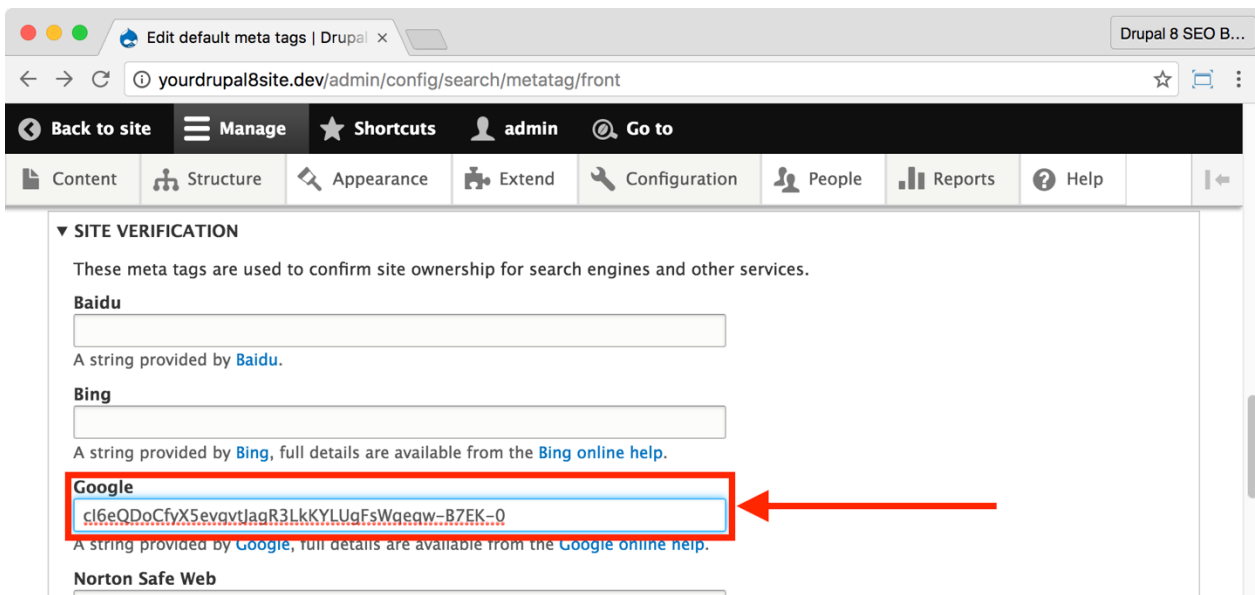 Edit default meta tags | Drupal
Drupal 8 SEO B...
yourdrupal8site.dev/admin/config/search/metatag/front
Back to site Manage Shortcuts admin Go to
Content Structure Appearance Extend Configuration People Reports Help
SITE VERIFICATION
These meta tags are used to confirm site ownership for search engines and other services.
Baidu
A string provided by Baidu.
Bing
A string provided by Bing, full details are available from the Bing online help.
Google
cl6eQDoCfyX5evqvtJagR3LkKYLUgFsWqeqw-B7EK-0
A string provided by Google, full details are available from the Google online help.
Norton Safe Web